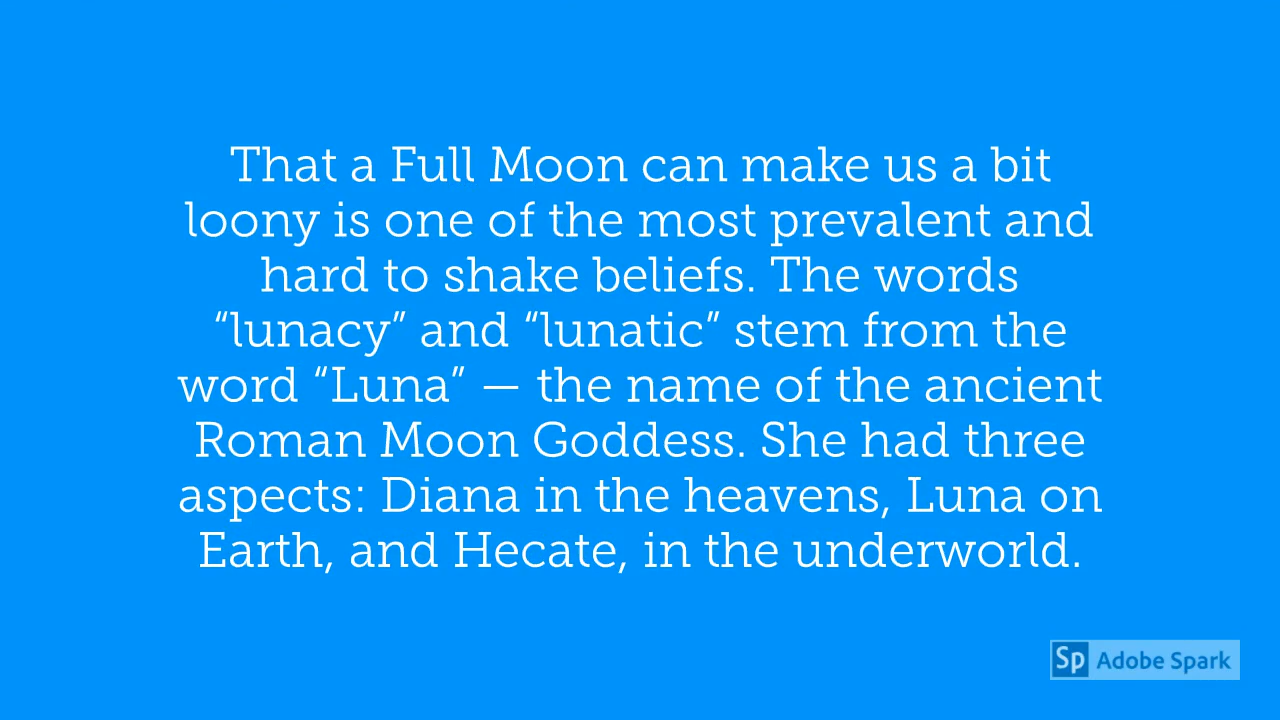 That a Full Moon can make us a bit
loony is one of the most prevalent and
hard to shake beliefs. The words
“lunacy” and “lunatic” stem from the
word “Luna” — the name of the ancient
Roman Moon Goddess. She had three
aspects: Diana in the heavens, Luna on
Earth, and Hecate, in the underworld.
Sp Adobe Spark